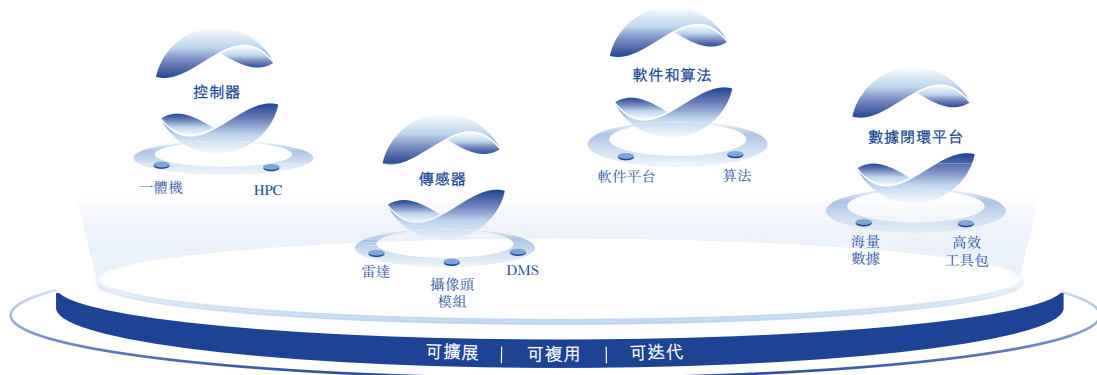 控制器
一體機
HPC
傳感器
雷達
攝像頭
模組
DMS
軟件和算法
軟件平台
算法
數據閉環平台
海量
數據
高效
工具包
可擴展 | 可複用 | 可迭代